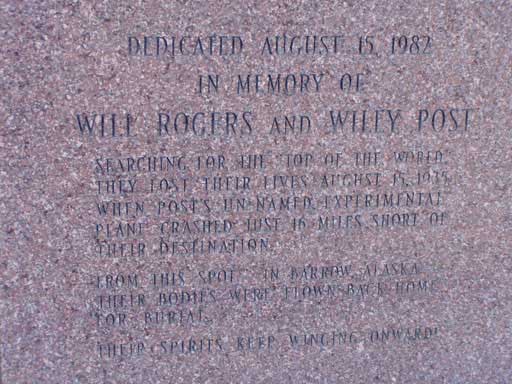 DEDICATED AUGUST 15, 1982
IN MEMORY OF
WILL ROGERS AND WILEY POST
SEARCHING FOR THE "TOP OF THE WORLD"
THEY LOST THEIR LIVES AUGUST 15, 1935,
WHEN POST'S UN-NAMED, EXPERIMENTAL
PLANE CRASHED JUST 16 MILES SHORT OF
THEIR DESTINATION.
FROM THIS SPOT IN BARROW, ALASKA
THEIR BODIES WERE FLOWN BACK HOME
FOR BURIAL.
THEIR SPIRITS KEEP WINGING ONWARD!